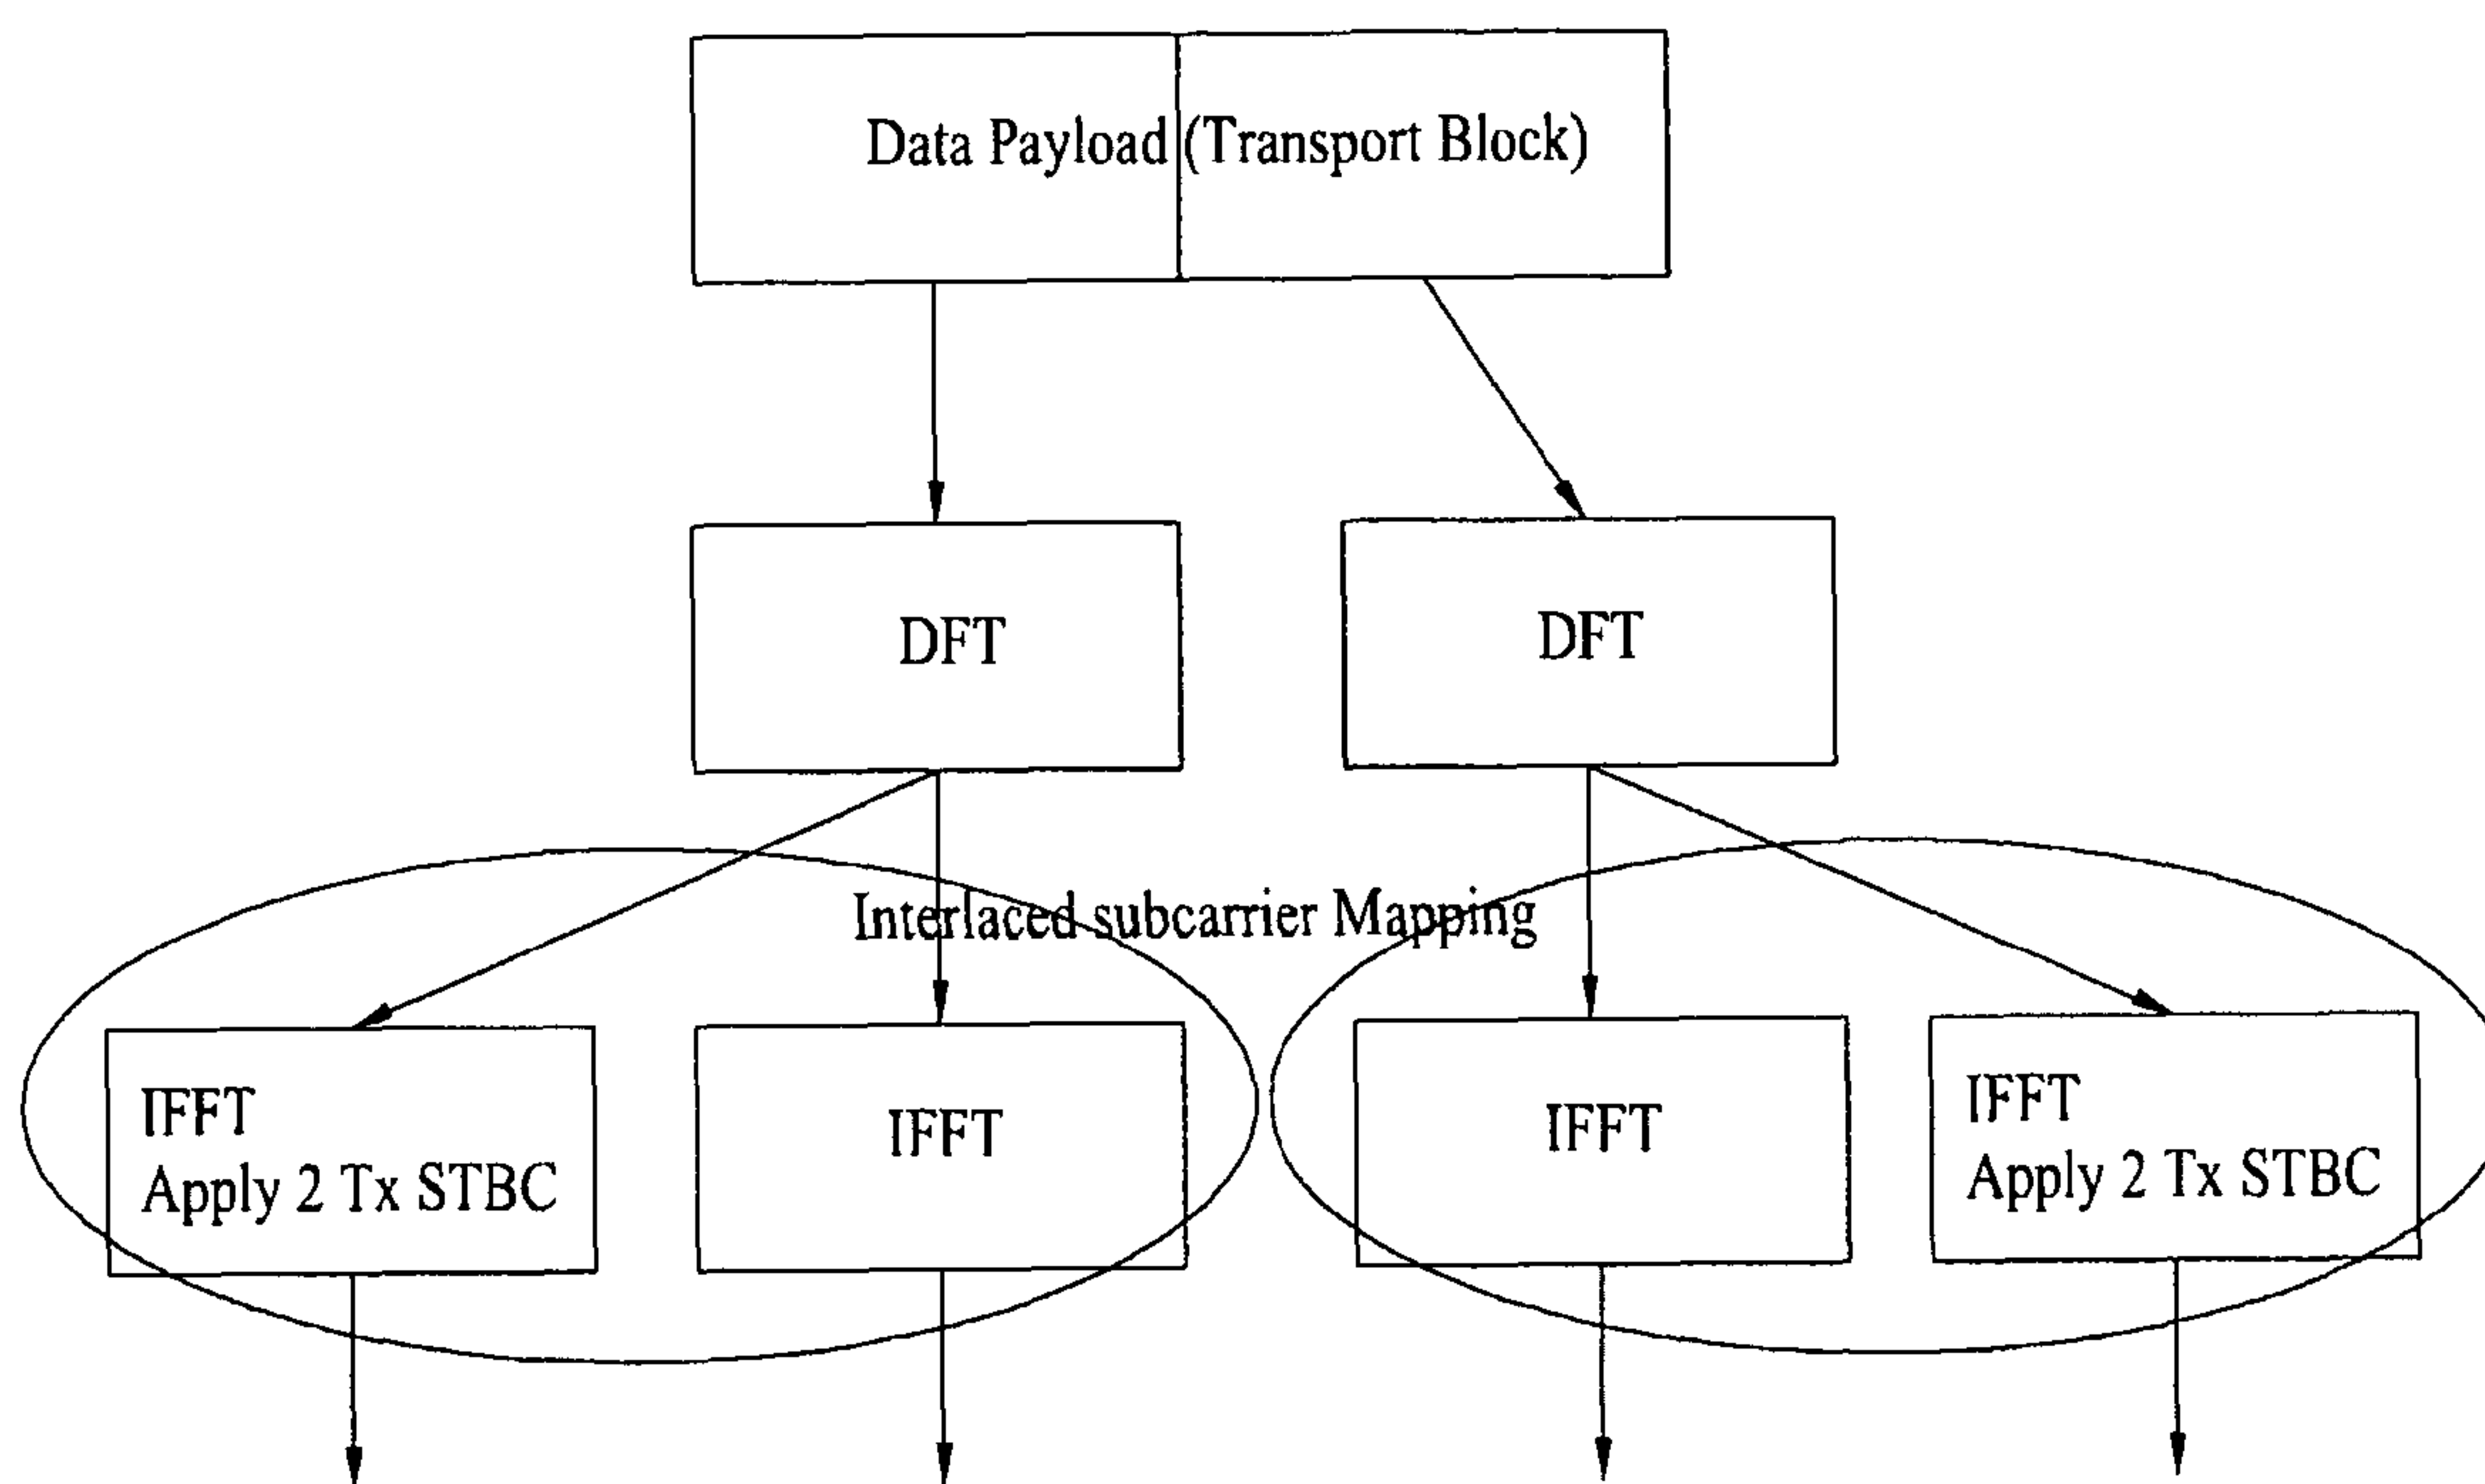 Data Payload (Transport Block)
DFT
DFT
Interlaced subcarrier Mapping
IFFT
Apply 2 Tx STBC
IFFT
IFFT
IFFT
Apply 2 Tx STBC